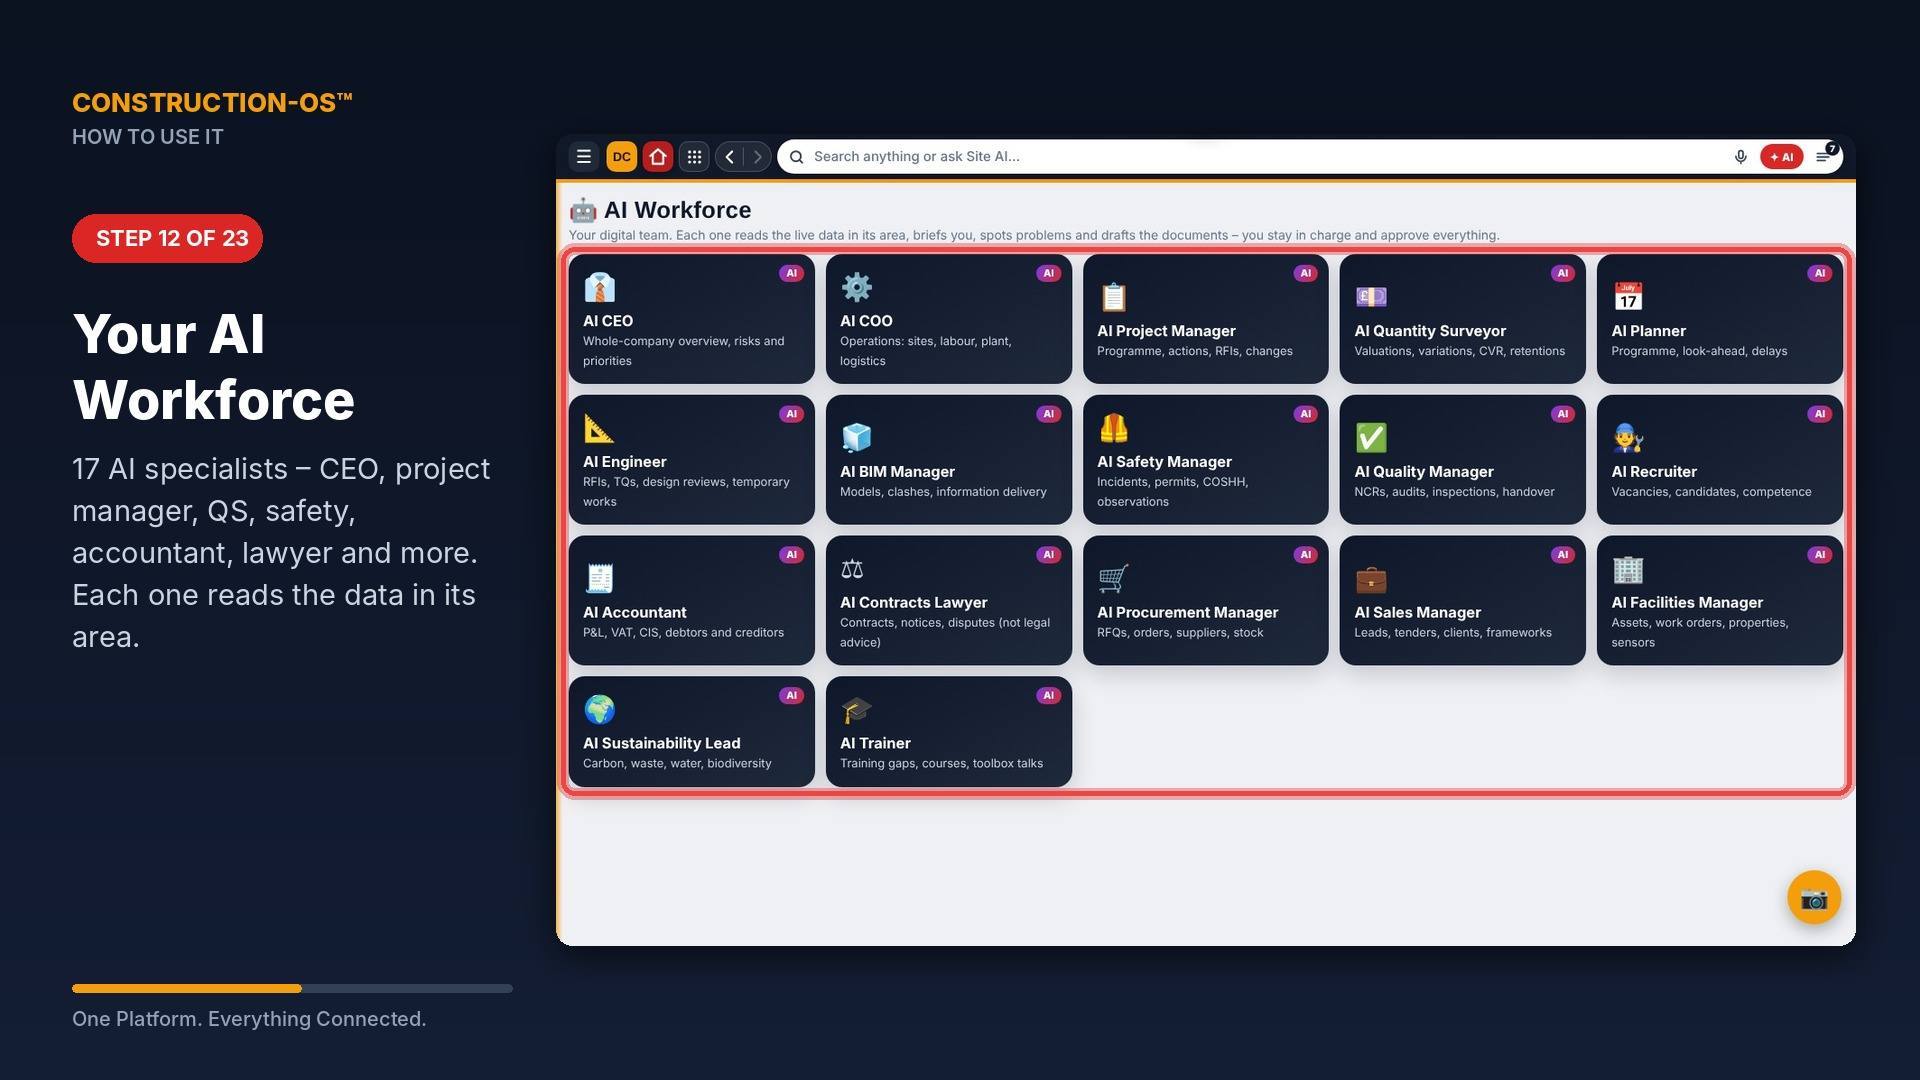 CONSTRUCTION-OS™
HOW TO USE IT
STEP 12 OF 23
Your AI
Workforce
17 AI specialists – CEO, project
manager, QS, safety,
accountant, lawyer and more.
Each one reads the data in its
area.
One Platform. Everything Connected.
DC
Search anything or ask Site AI...
✦ AI
7
AI Workforce
Your digital team. Each one reads the live data in its area, briefs you, spots problems and drafts the documents – you stay in charge and approve everything.
AI
AI CEO
Whole-company overview, risks and
priorities
AI
AI COO
Operations: sites, labour, plant,
logistics
AI
AI Project Manager
Programme, actions, RFIs, changes
AI
AI Quantity Surveyor
Valuations, variations, CVR, retentions
AI
July
17
AI Planner
Programme, look-ahead, delays
AI
AI Engineer
RFIs, TQs, design reviews, temporary
works
AI
AI BIM Manager
Models, clashes, information delivery
AI
AI Safety Manager
Incidents, permits, COSHH,
observations
AI
AI Quality Manager
NCRs, audits, inspections, handover
AI
AI Recruiter
Vacancies, candidates, competence
AI
AI Accountant
P&L, VAT, CIS, debtors and creditors
AI
AI Contracts Lawyer
Contracts, notices, disputes (not legal
advice)
AI
AI Procurement Manager
RFQs, orders, suppliers, stock
AI
AI Sales Manager
Leads, tenders, clients, frameworks
AI
AI Facilities Manager
Assets, work orders, properties,
sensors
AI
AI Sustainability Lead
Carbon, waste, water, biodiversity
AI
AI Trainer
Training gaps, courses, toolbox talks